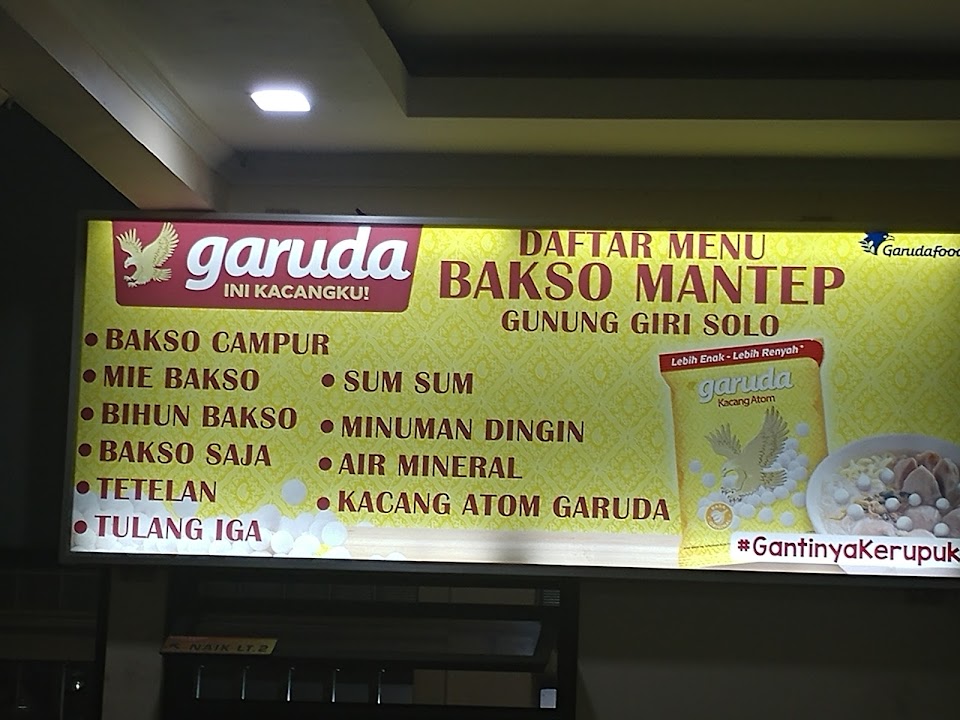 garuda
INI KACANGKU!
DAFTAR MENU
BAKSO MANTEP
GUNUNG GIRI SOLO
Garudafood
• BAKSO CAMPUR
• MIE BAKSO
• BIHUN BAKSO
• BAKSO SAJA
• TETELAN
• TULANG IGA
• SUM SUM
• MINUMAN DINGIN
• AIR MINERAL
• KACANG ATOM GARUDA
Lebih Enak - Lebih Renyah*
garuda
Kacang Atom
#GantinyaKerupuk
NAIK LT.2